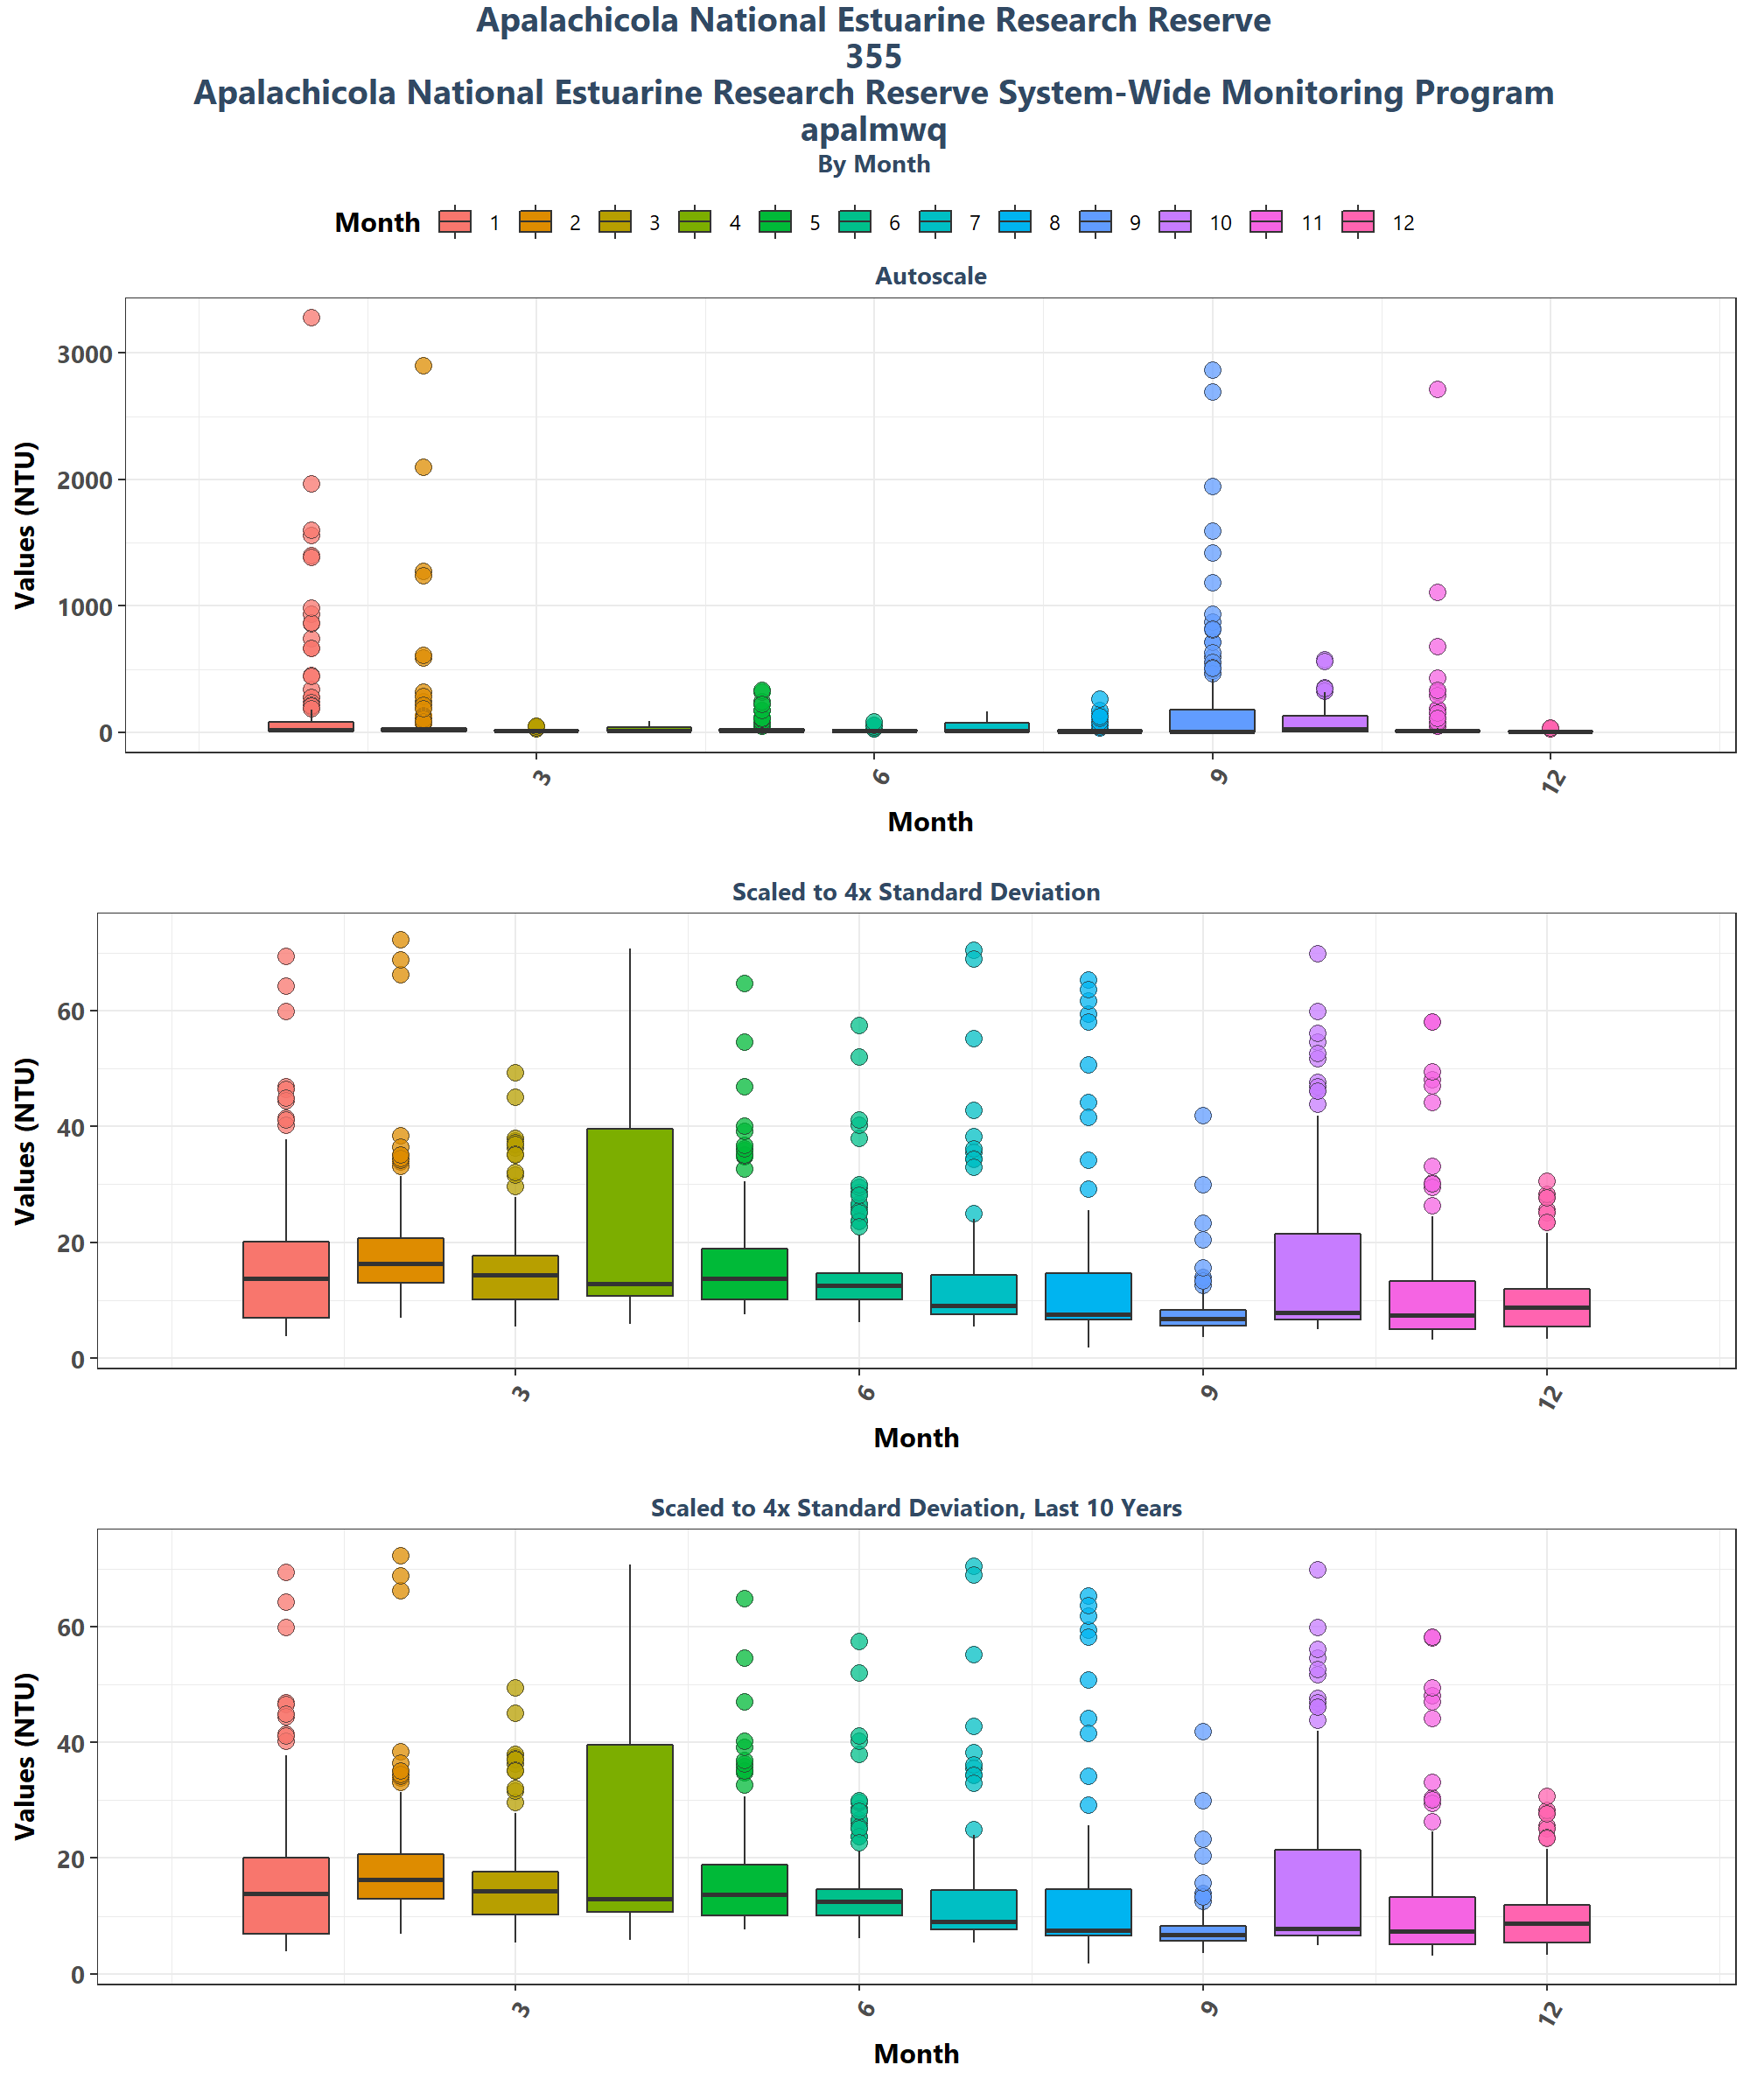 Apalachicola National Estuarine Research Reserve
355
Apalachicola National Estuarine Research Reserve System-Wide Monitoring Program
apalmwq
By Month
Month 1 2 3 4 5 6 7 8 9 10 11 12
Autoscale
Values (NTU)
3000
2000
1000
0
3 6 9 12
Month
Scaled to 4x Standard Deviation
Values (NTU)
60
40
20
0
3 6 9 12
Month
Scaled to 4x Standard Deviation, Last 10 Years
Values (NTU)
60
40
20
0
3 6 9 12
Month